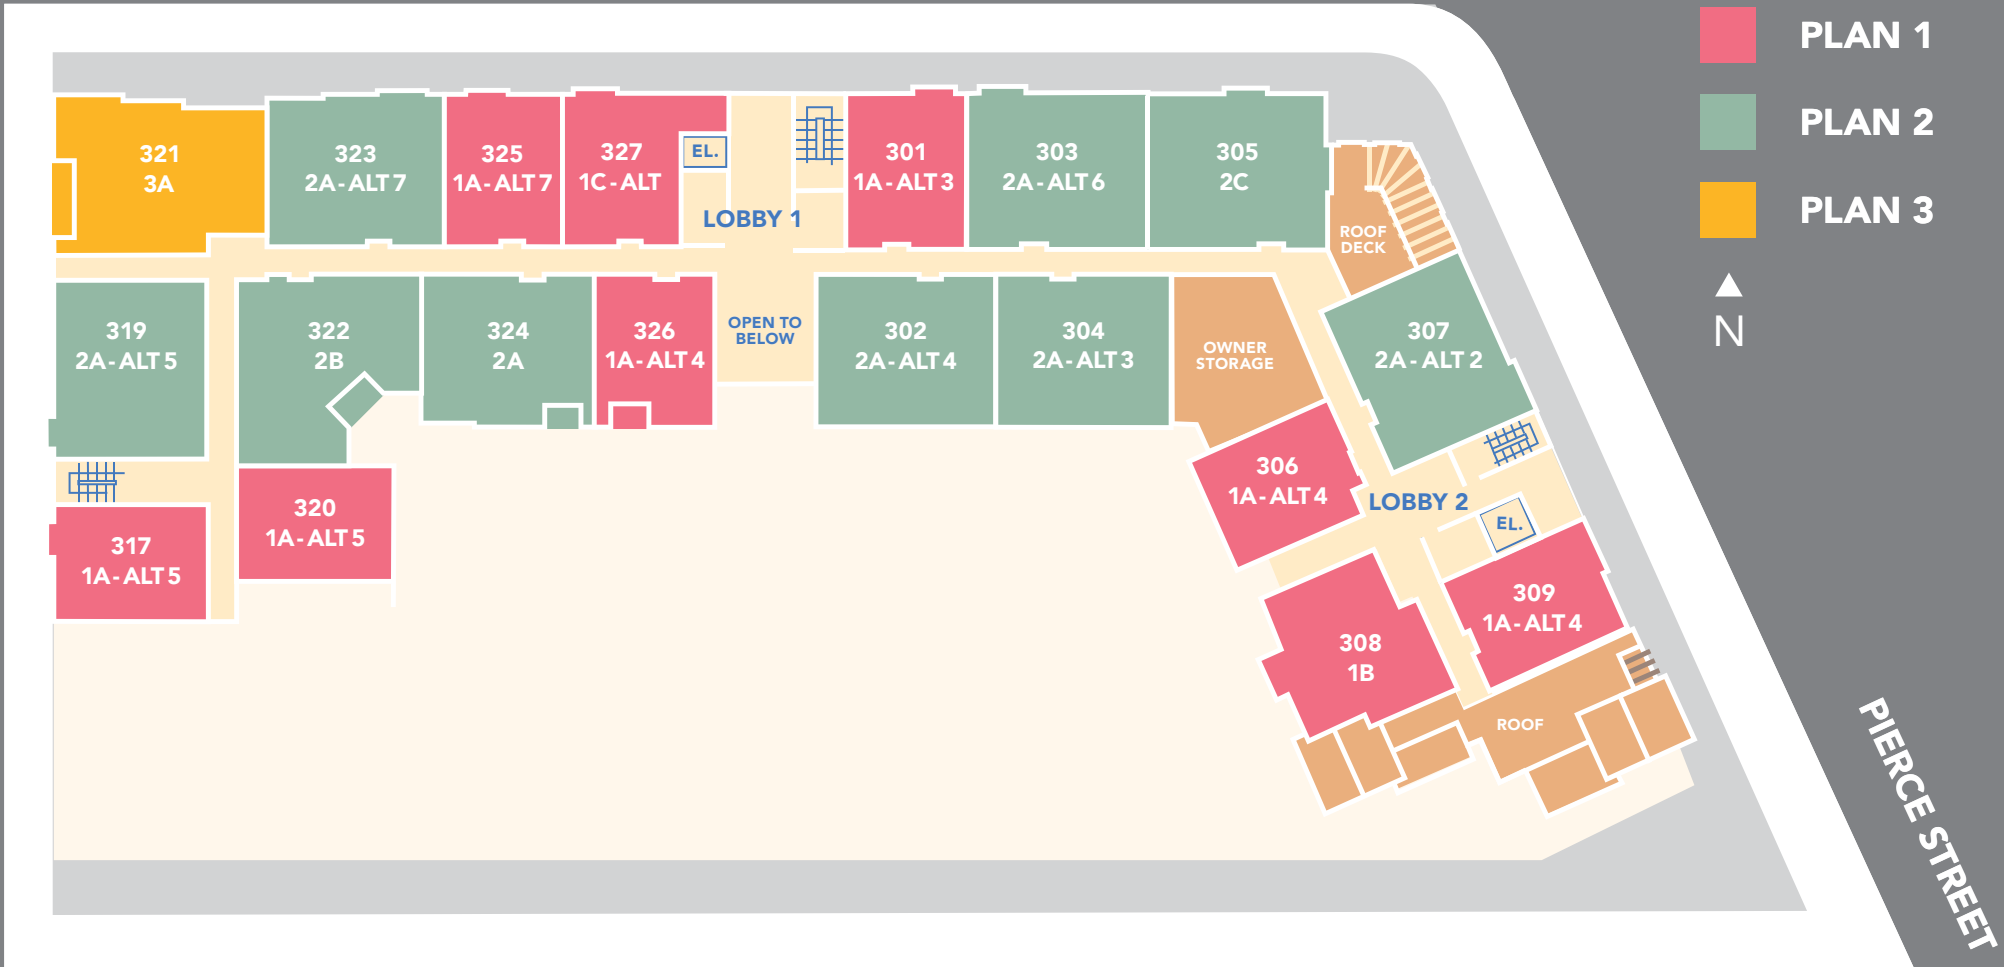 PLAN 1
PLAN 2
PLAN 3
N
321
3A
323
2A-ALT 7
325
1A-ALT 7
327
1C-ALT
EL.
LOBBY 1
301
1A-ALT 3
303
2A-ALT 6
305
2C
ROOF
DECK
319
2A-ALT 5
322
2B
324
2A
326
1A-ALT 4
OPEN TO
BELOW
302
2A-ALT 4
304
2A-ALT 3
OWNER
STORAGE
307
2A-ALT 2
306
1A-ALT 4
LOBBY 2
EL.
320
1A-ALT 5
317
1A-ALT 5
309
1A-ALT 4
308
1B
ROOF
PIERCE STREET